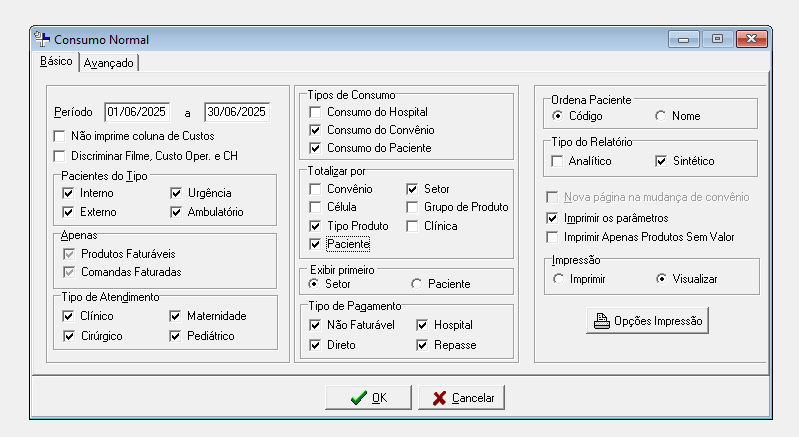 Consumo Normal
Básico Avançado
Período 01/06/2025 a 30/06/2025
Não imprime coluna de Custos
Discriminar Filme, Custo Oper. e CH
Pacientes do Tipo
Interno Urgência
Externo Ambulatório
Apenas
Produtos Faturáveis
Comandas Faturadas
Tipo de Atendimento
Clínico Maternidade
Cirúrgico Pediátrico
Tipos de Consumo
Consumo do Hospital
Consumo do Convênio
Consumo do Paciente
Totalizar por
Convênio Setor
Célula Grupo de Produto
Tipo Produto Clínica
Paciente
Exibir primeiro
Setor Paciente
Tipo de Pagamento
Não Faturável Hospital
Direto Repasse
Ordena Paciente
Código Nome
Tipo do Relatório
Analítico Sintético
Nova página na mudança de convênio
Imprimir os parâmetros
Imprimir Apenas Produtos Sem Valor
Impressão
Imprimir Visualizar
Opções Impressão
OK Cancelar